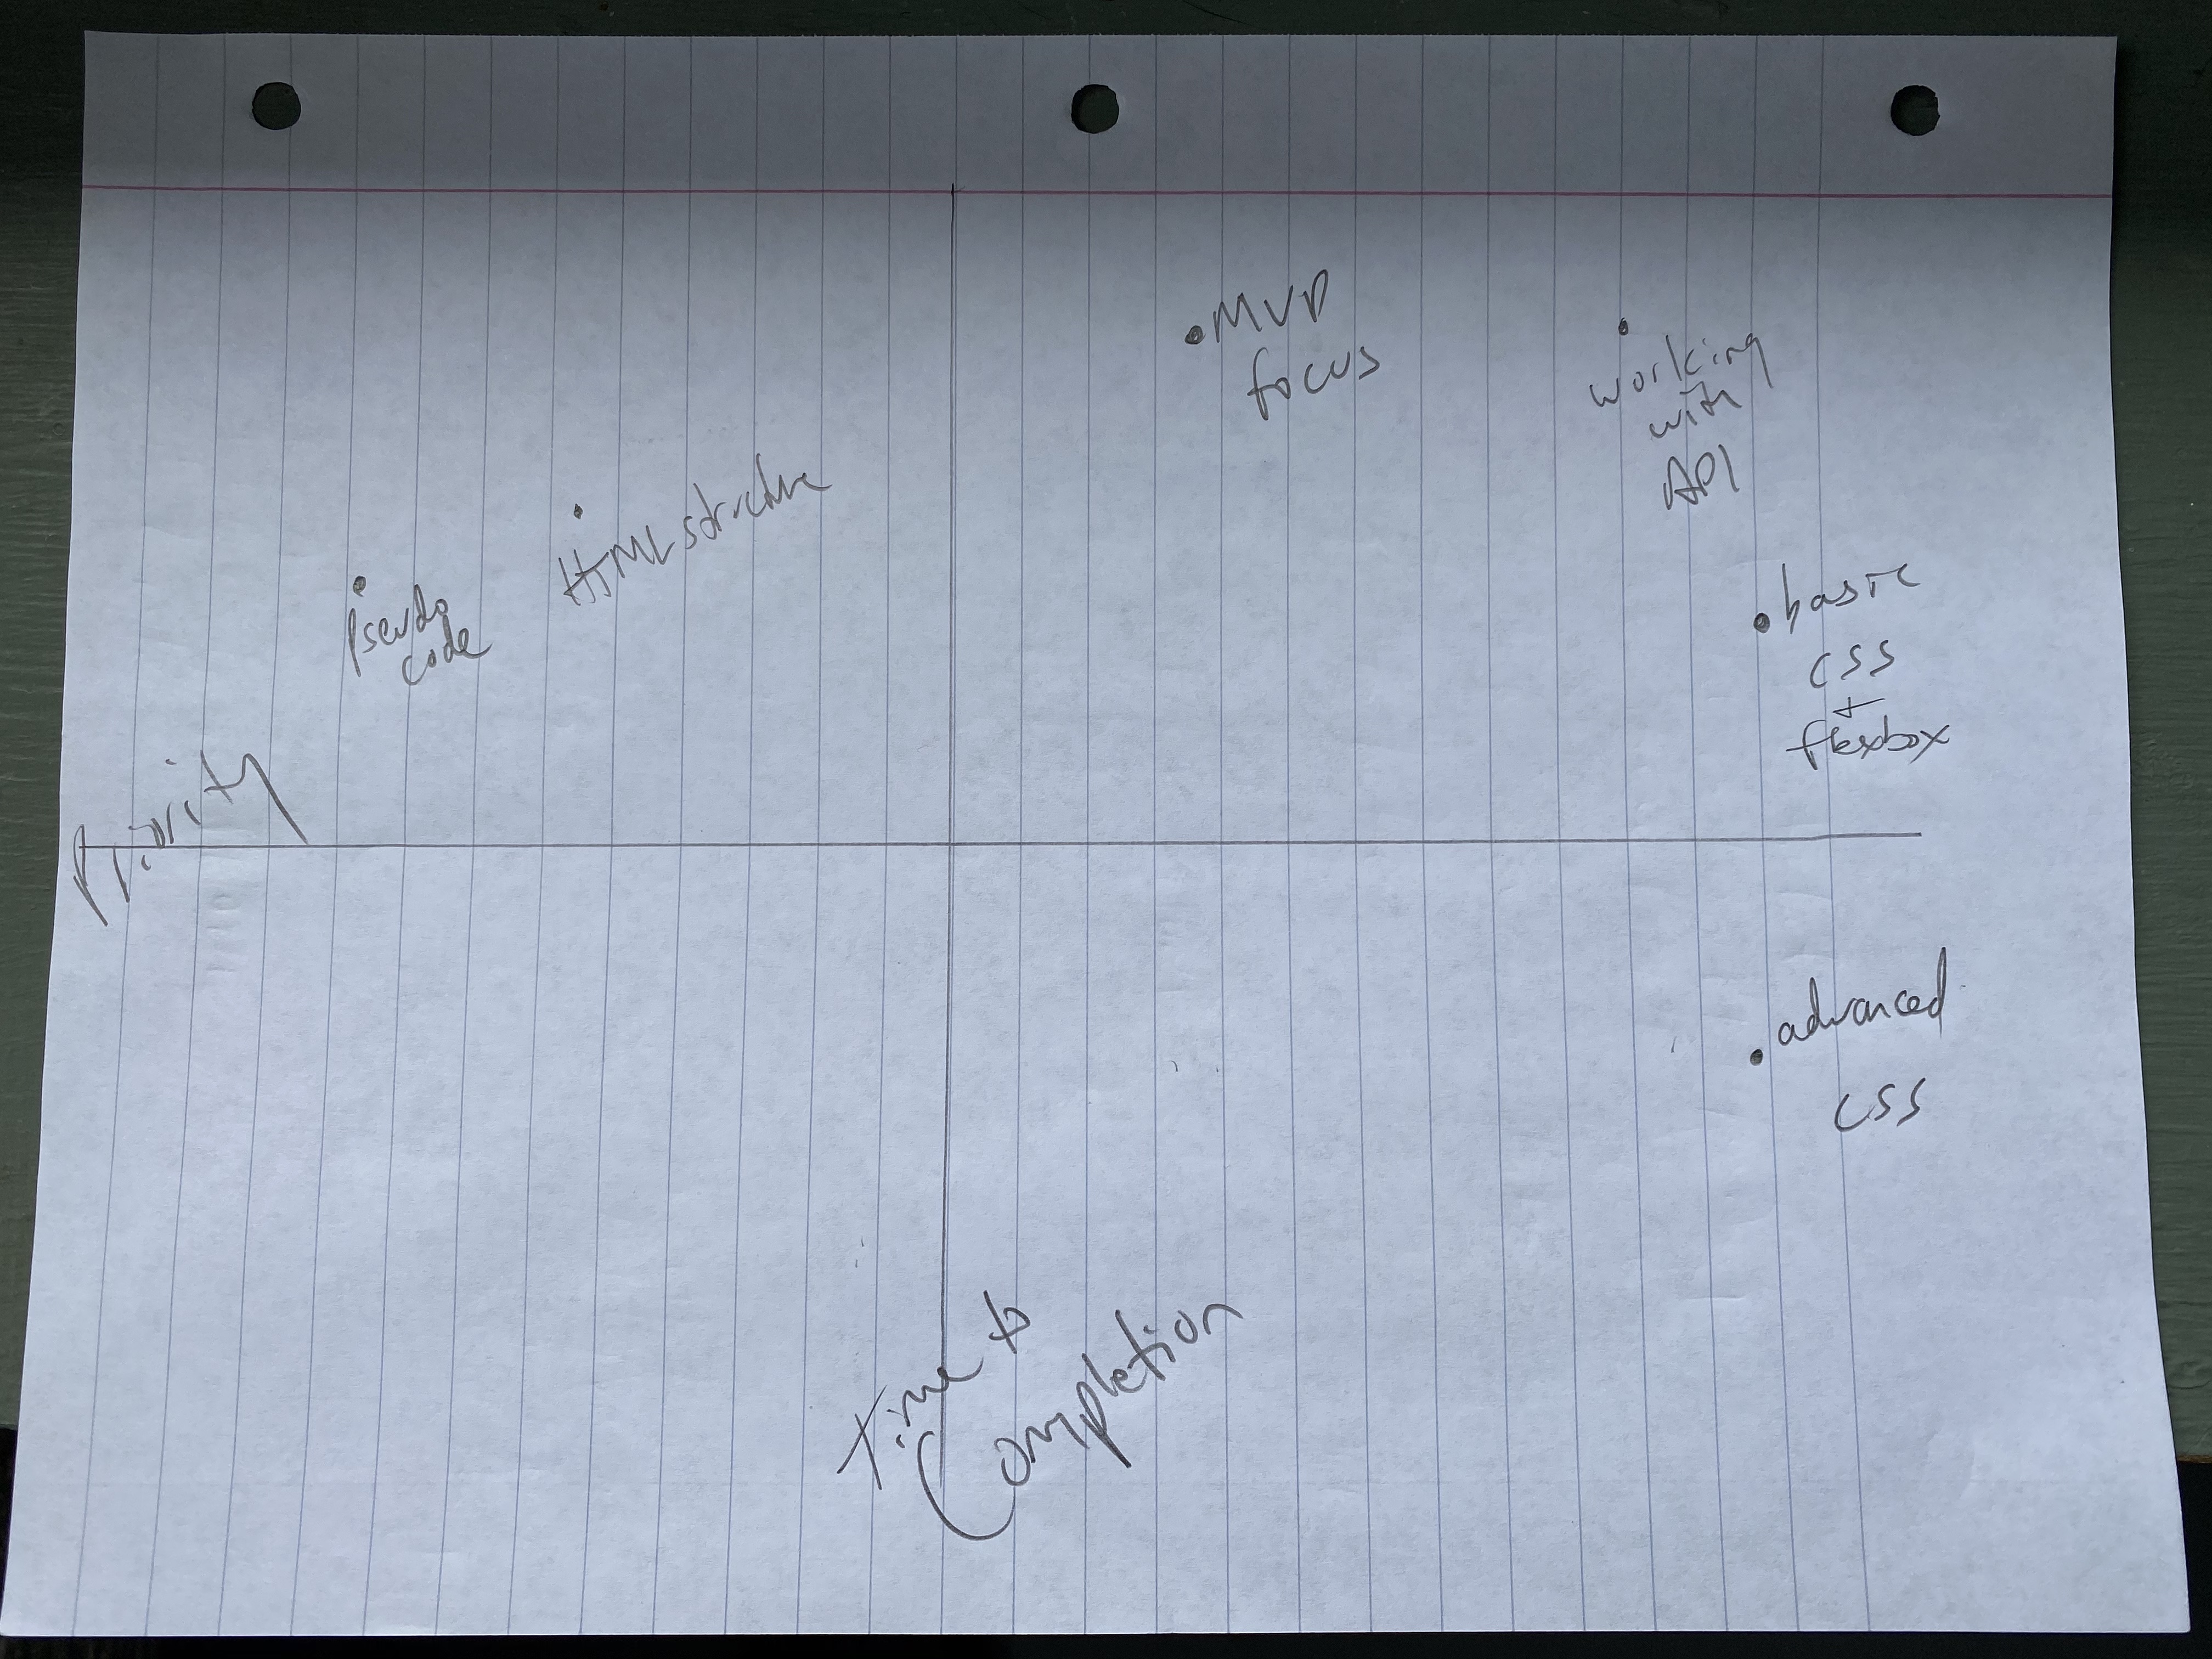 MVP
focus
working
with
API
HTML structure
Pseudo
code
basic
CSS
+
flexbox
Priority
advanced
CSS
time to
Completion